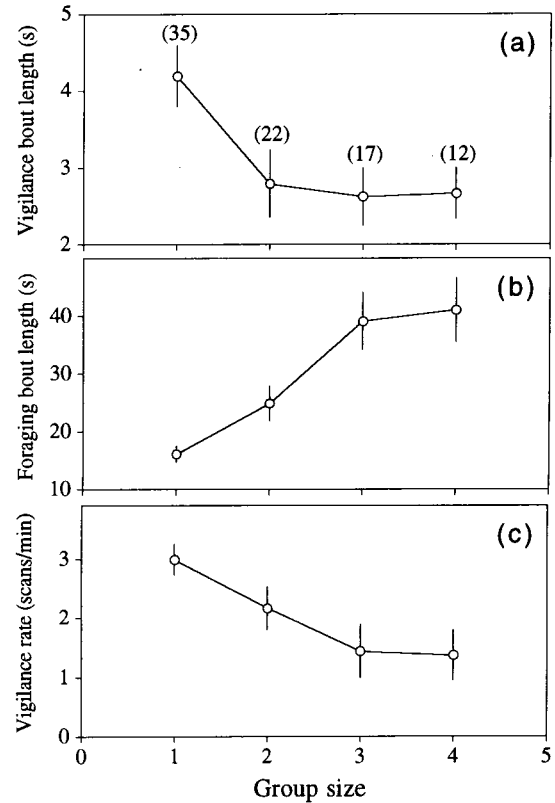 5
(35)
(a)
4
(22)
(17)
(12)
3
2
Vigilance bout length (s)
(b)
40
30
20
10
Foraging bout length (s)
(c)
3
2
1
0
Vigilance rate (scans/min)
0 1 2 3 4 5
Group size